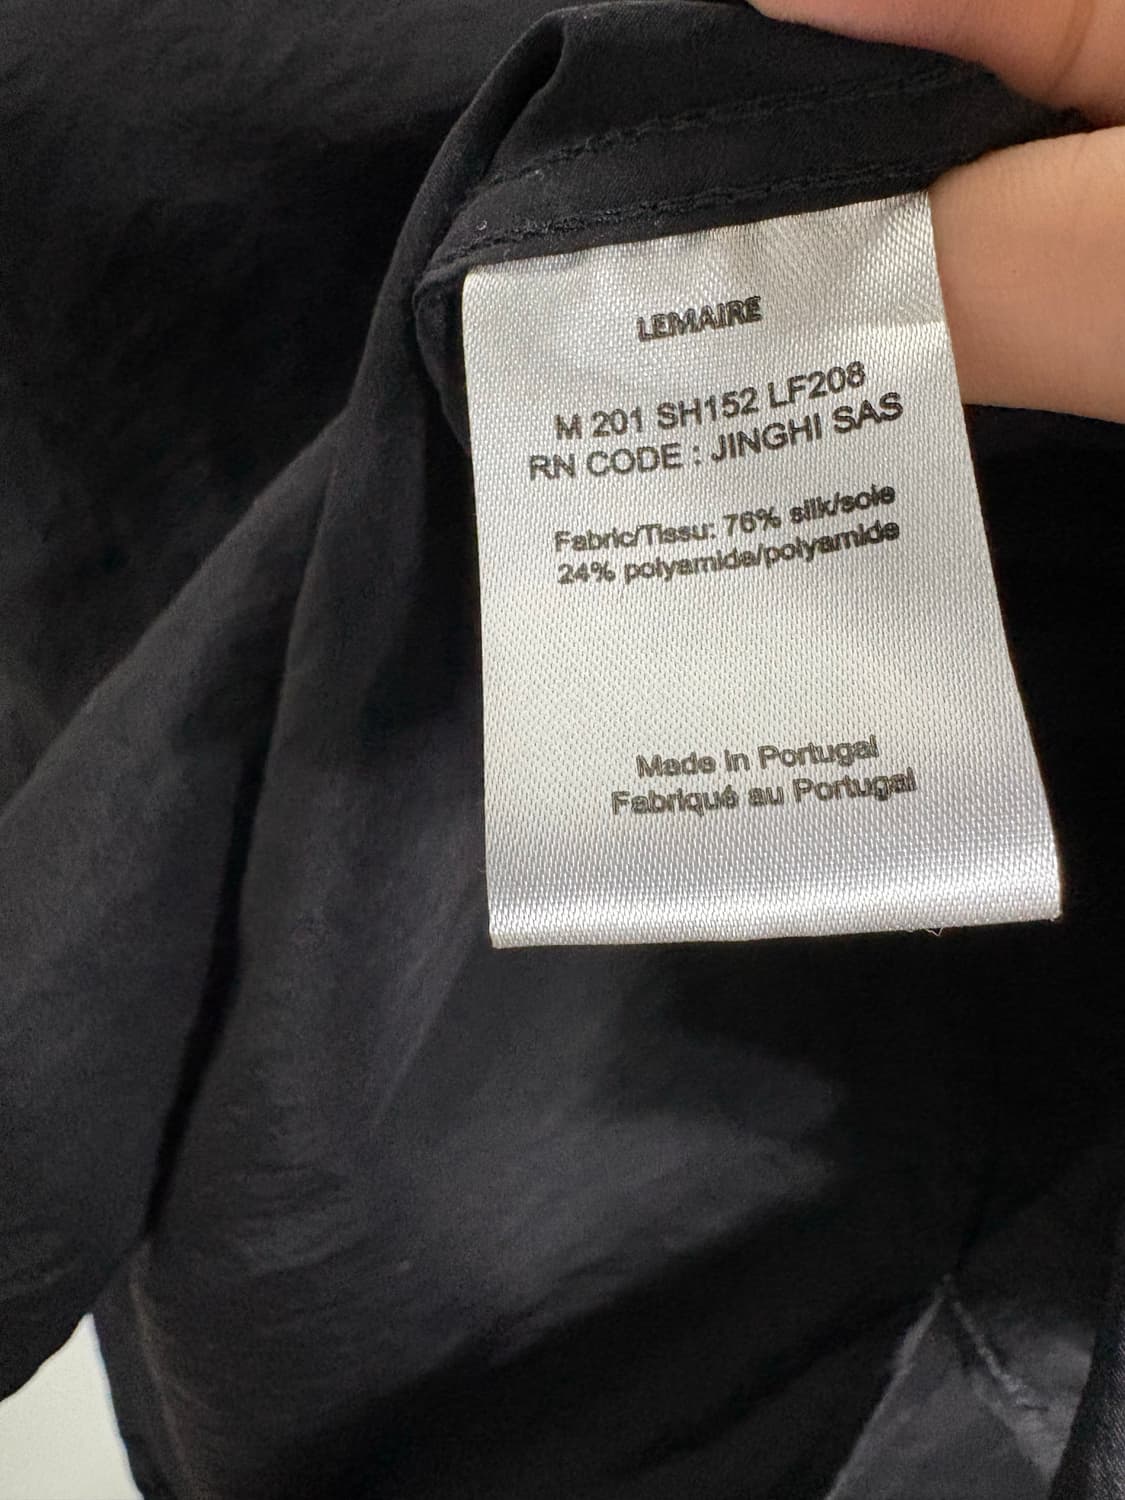 LEMAIRE
M 201 SH152 LF208
RN CODE : JINGHI SAS
Fabric/Tissu: 76% silk/soie
24% polyamide/polyamide
Made in Portugal
Fabriqué au Portugal